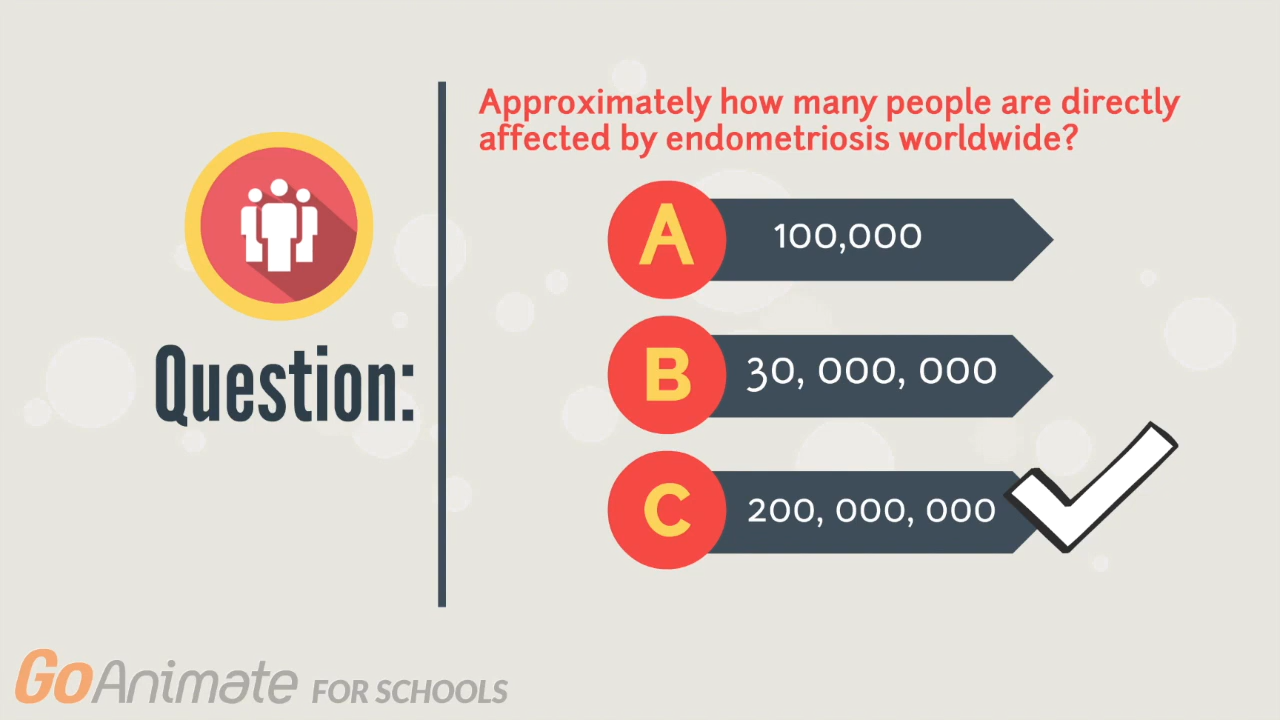 Approximately how many people are directly
affected by endometriosis worldwide?
Question:
A 100,000
B 30, 000, 000
C 200, 000, 000
GoAnimate FOR SCHOOLS